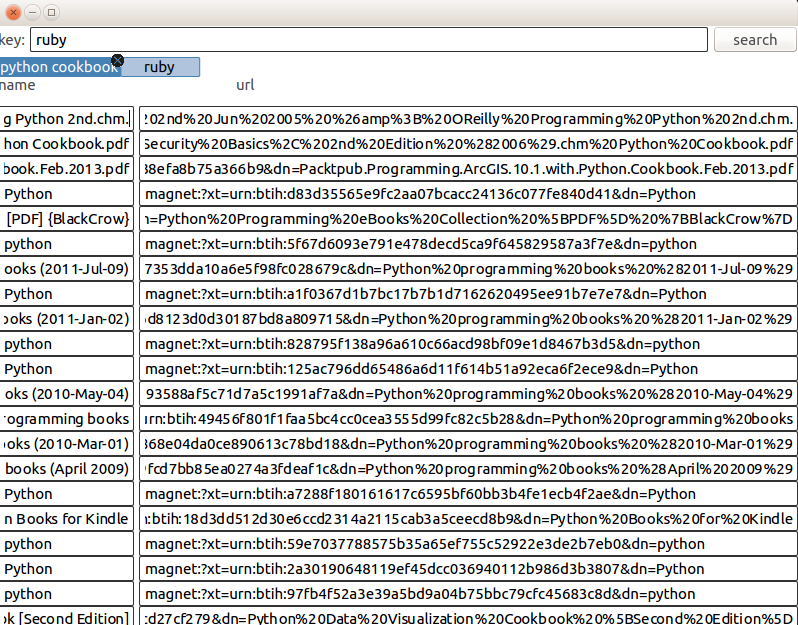 key: ruby search
python cookbook ruby
name url
g Python 2nd.chm. 202nd%20Jun%202005%20%26amp%3B%20OReilly%20Programming%20Python%202nd.chm.
hon Cookbook.pdf Security%20Basics%2C%202nd%20Edition%20%282006%29.chm%20Python%20Cookbook.pdf
book.Feb.2013.pdf 38efa8b75a366b9&dn=Packtpub.Programming.ArcGIS.10.1.with.Python.Cookbook.Feb.2013.pdf
Python magnet:?xt=urn:btih:d83d35565e9fc2aa07bcacc24136c077fe840d41&dn=Python
[PDF] {BlackCrow} n=Python%20Programming%20eBooks%20Collection%20%5BPDF%5D%20%7BBlackCrow%7D
python magnet:?xt=urn:btih:5f67d6093e791e478decd5ca9f645829587a3f7e&dn=python
ooks (2011-Jul-09) 7353dda10a6e5f98fc028679c&dn=Python%20programming%20books%20%282011-Jul-09%29
Python magnet:?xt=urn:btih:a1f0367d1b7bc17b7b1d7162620495ee91b7e7e7&dn=Python
ooks (2011-Jan-02) d8123d0d30187bd8a809715&dn=Python%20programming%20books%20%282011-Jan-02%29
python magnet:?xt=urn:btih:828795f138a96a610c66acd98bf09e1d8467b3d5&dn=python
Python magnet:?xt=urn:btih:125ac796dd65486a6d11f614b51a92eca6f2ece9&dn=Python
ooks (2010-May-04) 93588af5c71d7a5c1991af7a&dn=Python%20programming%20books%20%282010-May-04%29
rogramming books urn:btih:49456f801f1faa5bc4cc0cea3555d99fc82c5b28&dn=Python%20programming%20books
oks (2010-Mar-01) 368e04da0ce890613c78bd18&dn=Python%20programming%20books%20%282010-Mar-01%29
books (April 2009) 9fcd7bb85ea0274a3fdeaf1c&dn=Python%20programming%20books%20%28April%202009%29
Python magnet:?xt=urn:btih:a7288f180161617c6595bf60bb3b4fe1ecb4f2ae&dn=Python
n Books for Kindle :btih:18d3dd512d30e6ccd2314a2115cab3a5ceecd8b9&dn=Python%20Books%20for%20Kindle
python magnet:?xt=urn:btih:59e7037788575b35a65ef755c52922e3de2b7eb0&dn=python
Python magnet:?xt=urn:btih:2a30190648119ef45dcc036940112b986d3b3807&dn=Python
python magnet:?xt=urn:btih:97fb4f52a3e39a5bd9a04b75bbc79cfc45683c8d&dn=python
ok [Second Edition] cd27cf279&dn=Python%20Data%20Visualization%20Cookbook%20%5BSecond%20Edition%5D